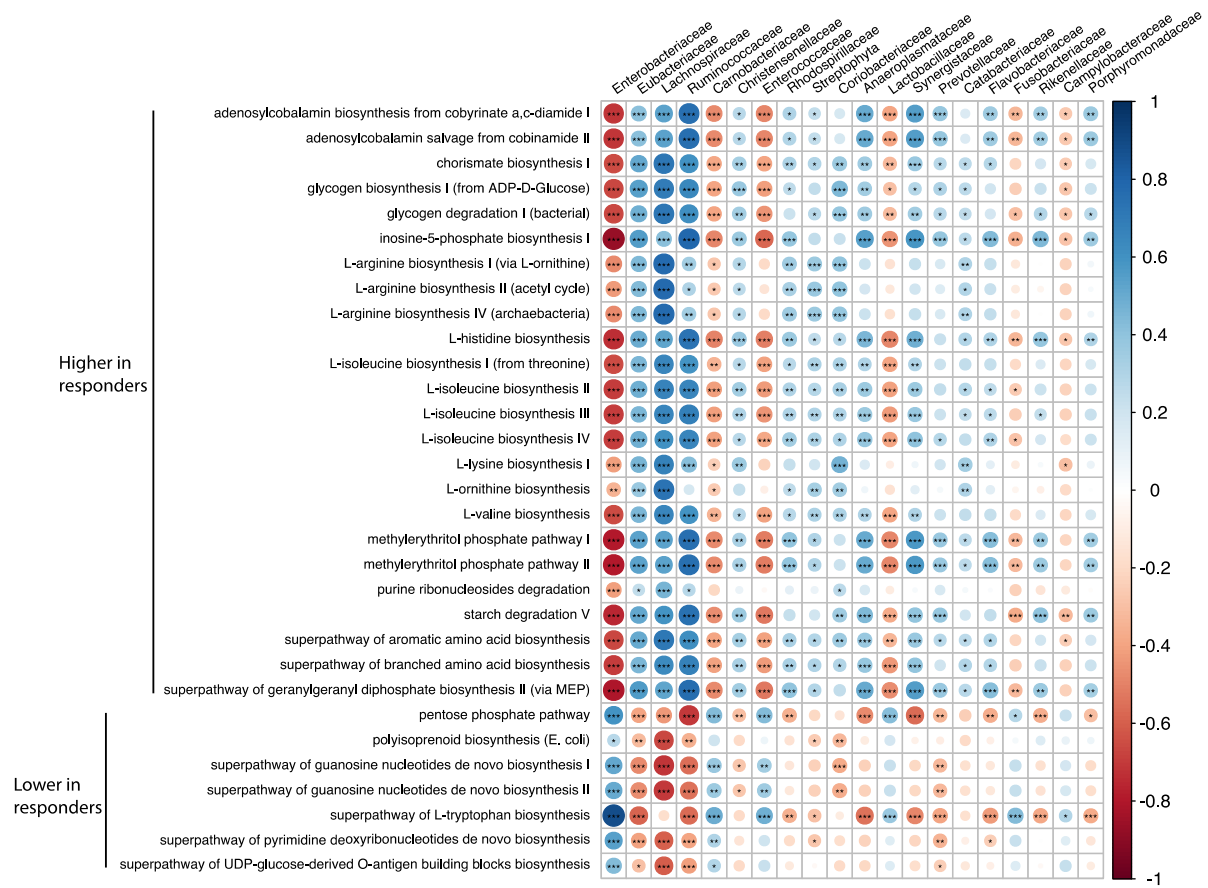 Enterobacteriaceae
Eubacteriaceae
Lachnospiraceae
Ruminococcaceae
Carnobacteriaceae
Christensenellaceae
Enterococcaceae
Rhodospirillaceae
Streptophyta
Coriobacteriaceae
Anaeroplasmataceae
Lactobacillaceae
Synergistaceae
Prevotellaceae
Catabacteriaceae
Flavobacteriaceae
Fusobacteriaceae
Rikenellaceae
Campylobacteraceae
Porphyromonadaceae
Higher in
responders
adenosylcobalamin biosynthesis from cobyrinate a,c-diamide I
adenosylcobalamin salvage from cobinamide II
chorismate biosynthesis I
glycogen biosynthesis I (from ADP-D-Glucose)
glycogen degradation I (bacterial)
inosine-5-phosphate biosynthesis I
L-arginine biosynthesis I (via L-ornithine)
L-arginine biosynthesis II (acetyl cycle)
L-arginine biosynthesis IV (archaebacteria)
L-histidine biosynthesis
L-isoleucine biosynthesis I (from threonine)
L-isoleucine biosynthesis II
L-isoleucine biosynthesis III
L-isoleucine biosynthesis IV
L-lysine biosynthesis I
L-ornithine biosynthesis
L-valine biosynthesis
methylerythritol phosphate pathway I
methylerythritol phosphate pathway II
purine ribonucleosides degradation
starch degradation V
superpathway of aromatic amino acid biosynthesis
superpathway of branched amino acid biosynthesis
superpathway of geranylgeranyl diphosphate biosynthesis II (via MEP)
Lower in
responders
pentose phosphate pathway
polyisoprenoid biosynthesis (E. coli)
superpathway of guanosine nucleotides de novo biosynthesis I
superpathway of guanosine nucleotides de novo biosynthesis II
superpathway of L-tryptophan biosynthesis
superpathway of pyrimidine deoxyribonucleotides de novo biosynthesis
superpathway of UDP-glucose-derived O-antigen building blocks biosynthesis
1
0.8
0.6
0.4
0.2
0
-0.2
-0.4
-0.6
-0.8
-1